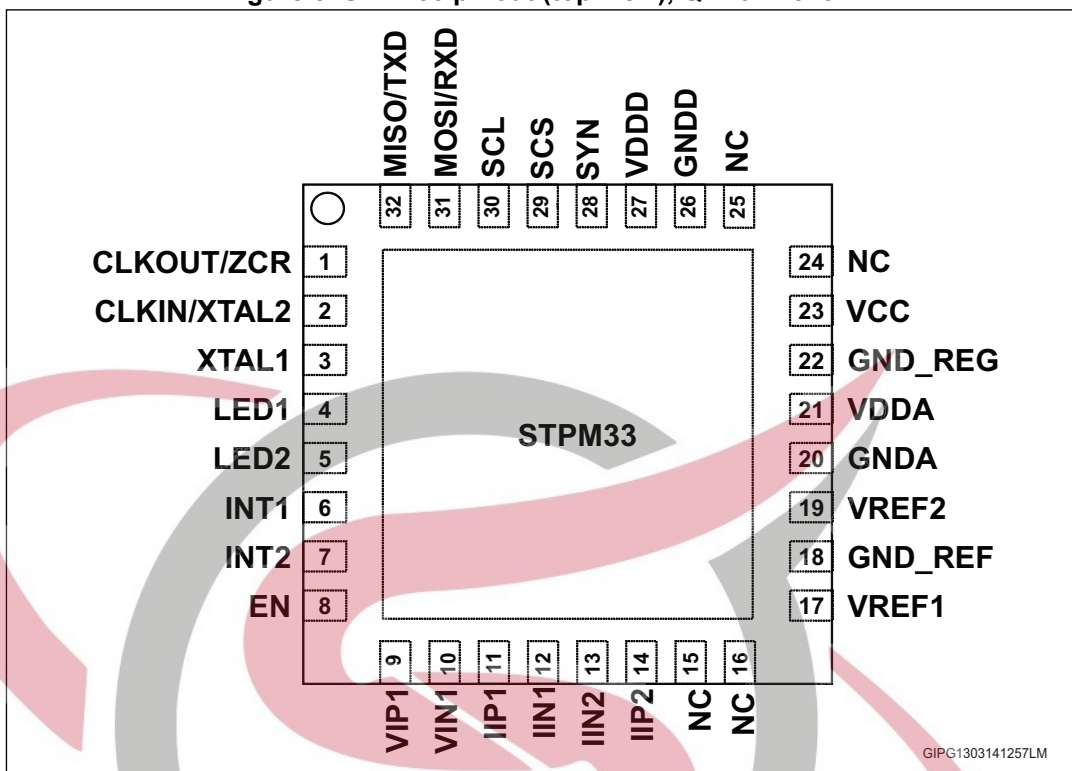 MISO/TXD
MOSI/RXD
SCL
SCS
SYN
VDDD
GNDD
NC
32
31
30
29
28
27
26
25
CLKOUT/ZCR 1
CLKIN/XTAL2 2
XTAL1 3
LED1 4
LED2 5
INT1 6
INT2 7
EN 8
STPM33
24 NC
23 VCC
22 GND_REG
21 VDDA
20 GNDA
19 VREF2
18 GND_REF
17 VREF1
9
10
11
12
13
14
15
16
VIP1
VIN1
IIP1
IIN1
IIN2
IIP2
NC
NC
GIPG1303141257LM